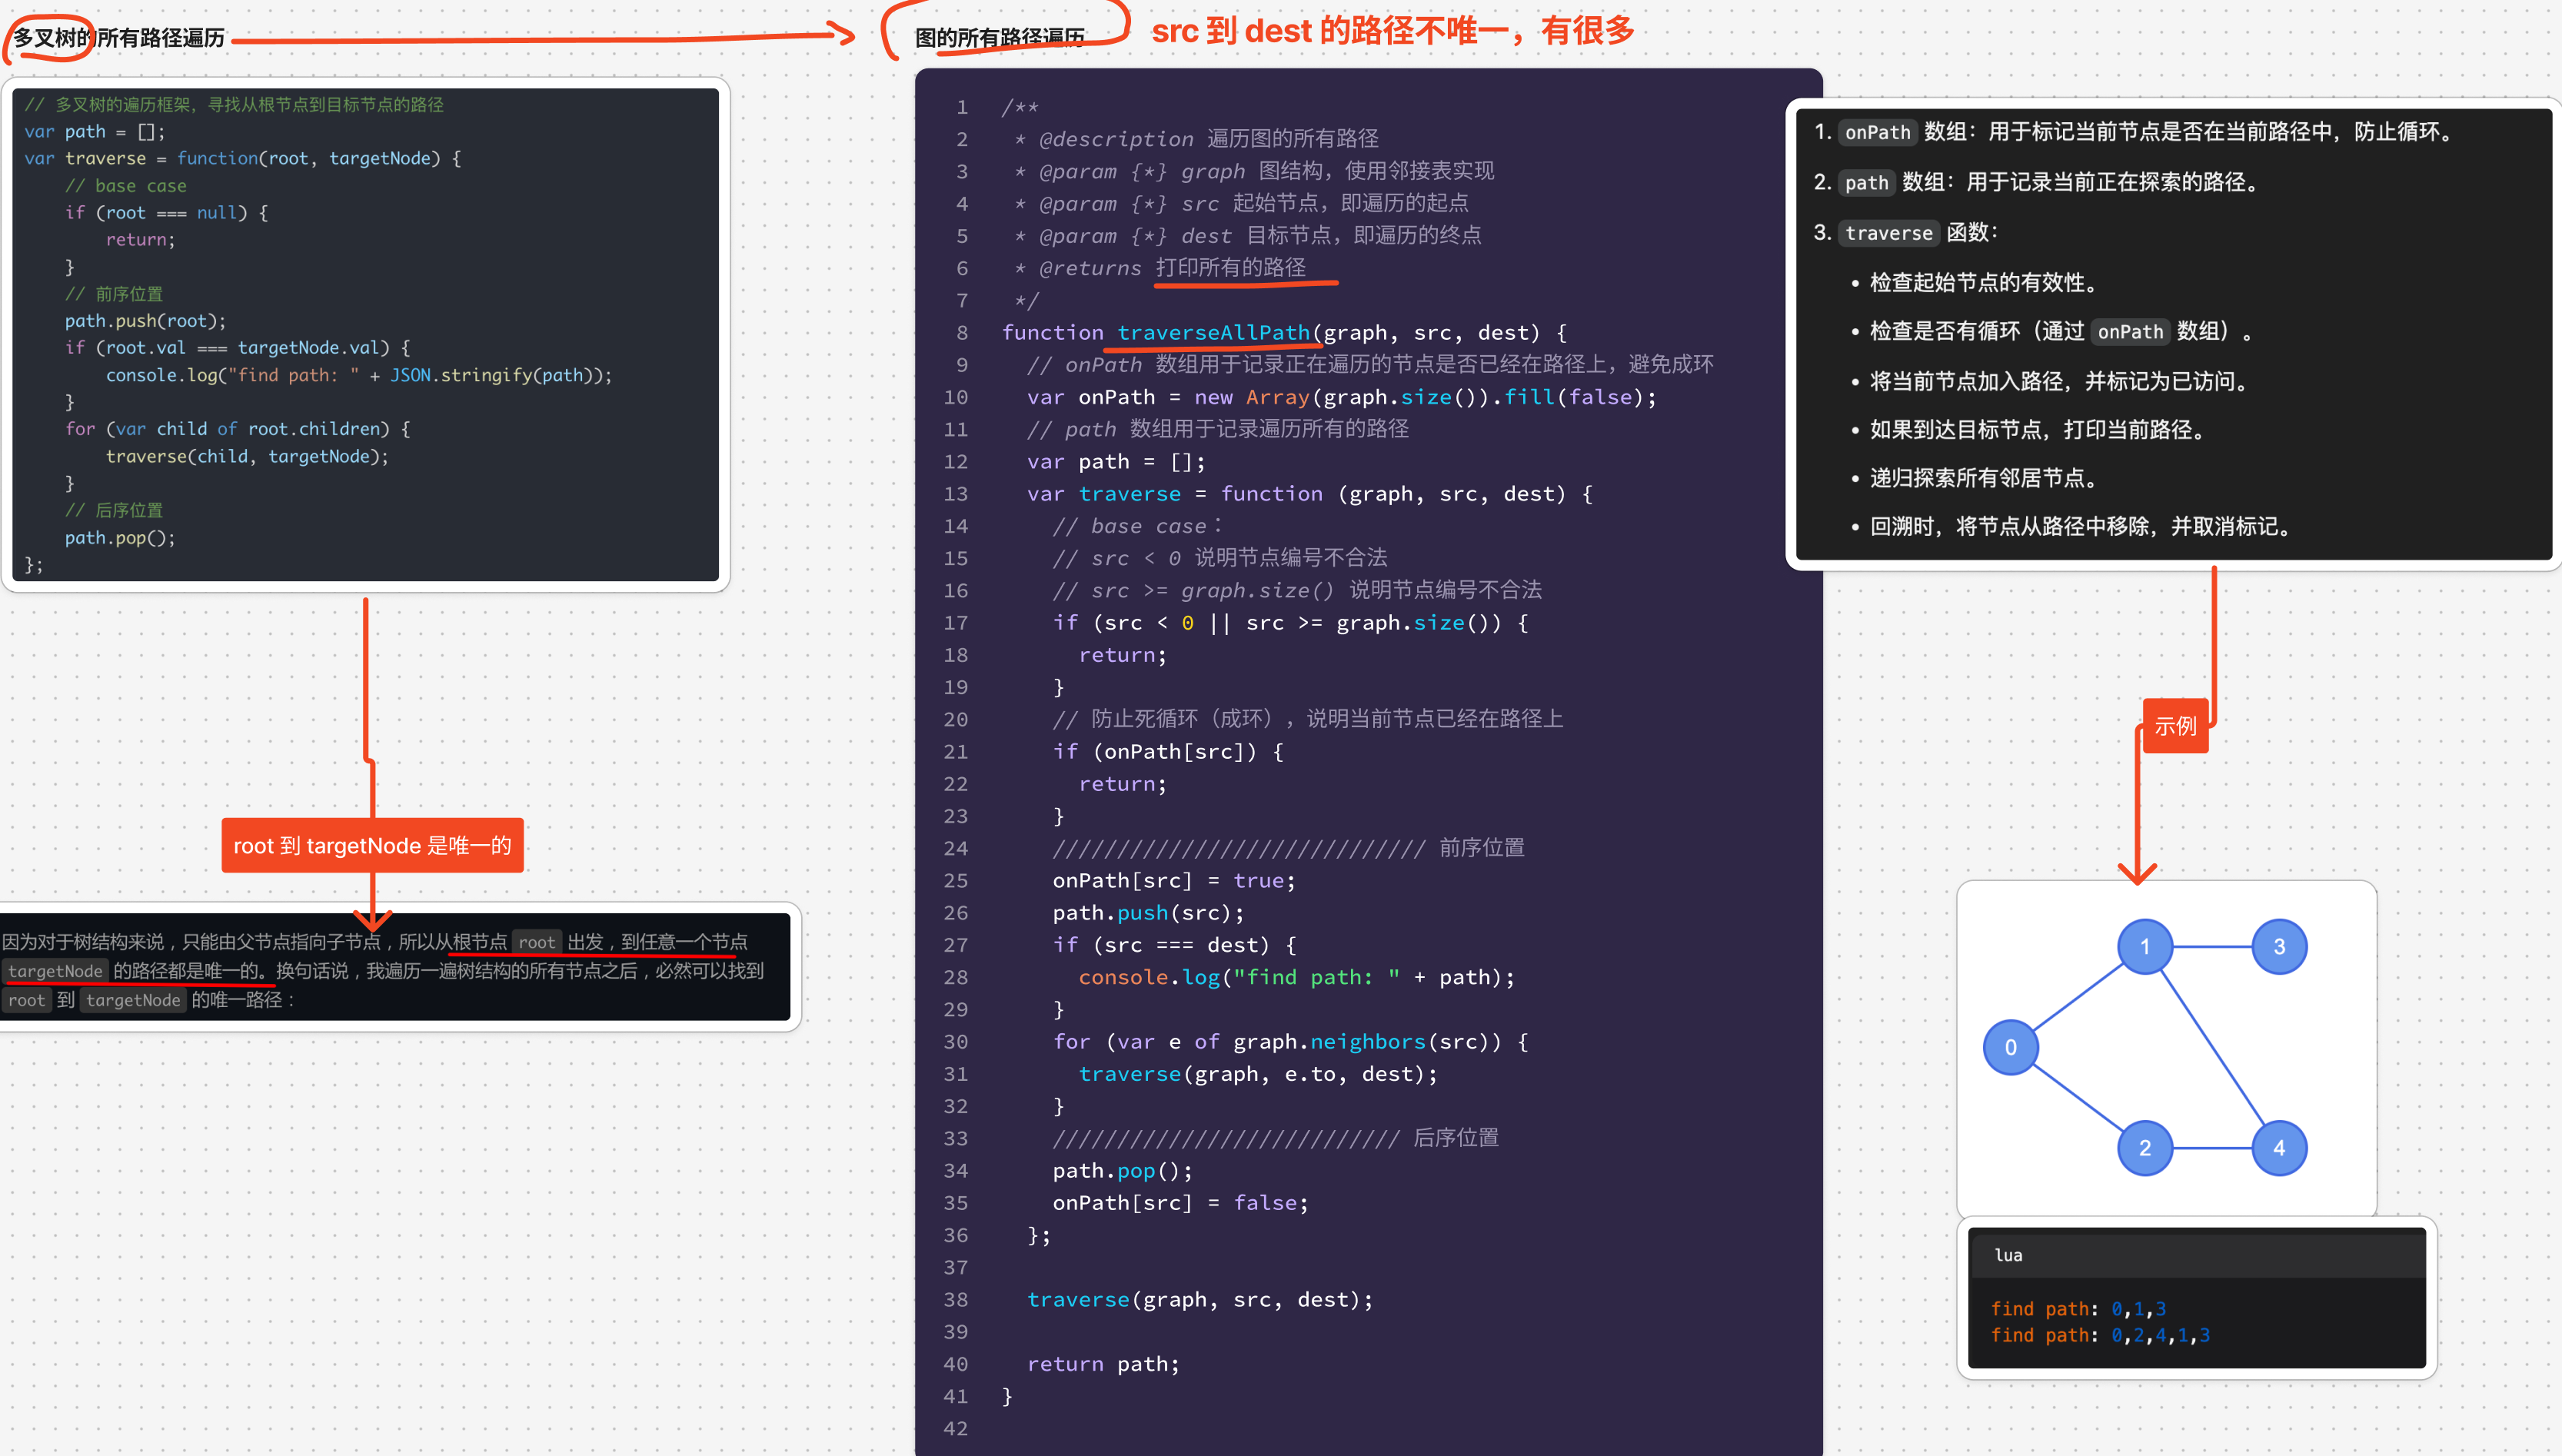 多叉树的所有路径遍历
// 多叉树的遍历框架，寻找从根节点到目标节点的路径
var path = [];
var traverse = function(root, targetNode) {
    // base case
    if (root === null) {
        return;
    }
    // 前序位置
    path.push(root);
    if (root.val === targetNode.val) {
        console.log("find path: " + JSON.stringify(path));
    }
    for (var child of root.children) {
        traverse(child, targetNode);
    }
    // 后序位置
    path.pop();
};
root 到 targetNode 是唯一的
因为对于树结构来说，只能由父节点指向子节点，所以从根节点 root 出发，到任意一个节点
targetNode 的路径都是唯一的。换句话说，我遍历一遍树结构的所有节点之后，必然可以找到
root 到 targetNode 的唯一路径：
图的所有路径遍历
src 到 dest 的路径不唯一，有很多
1 /**
2  * @description 遍历图的所有路径
3  * @param {*} graph 图结构，使用邻接表实现
4  * @param {*} src 起始节点，即遍历的起点
5  * @param {*} dest 目标节点，即遍历的终点
6  * @returns 打印所有的路径
7  */
8 function traverseAllPath(graph, src, dest) {
9   // onPath 数组用于记录正在遍历的节点是否已经在路径上，避免成环
10   var onPath = new Array(graph.size()).fill(false);
11   // path 数组用于记录遍历所有的路径
12   var path = [];
13   var traverse = function (graph, src, dest) {
14     // base case：
15     // src < 0 说明节点编号不合法
16     // src >= graph.size() 说明节点编号不合法
17     if (src < 0 || src >= graph.size()) {
18       return;
19     }
20     // 防止死循环（成环），说明当前节点已经在路径上
21     if (onPath[src]) {
22       return;
23     }
24     ///////////////////////////// 前序位置
25     onPath[src] = true;
26     path.push(src);
27     if (src === dest) {
28       console.log("find path: " + path);
29     }
30     for (var e of graph.neighbors(src)) {
31       traverse(graph, e.to, dest);
32     }
33     /////////////////////////// 后序位置
34     path.pop();
35     onPath[src] = false;
36   };
37
38   traverse(graph, src, dest);
39
40   return path;
41 }
42
1. onPath 数组：用于标记当前节点是否在当前路径中，防止循环。
2. path 数组：用于记录当前正在探索的路径。
3. traverse 函数：
• 检查起始节点的有效性。
• 检查是否有循环（通过 onPath 数组）。
• 将当前节点加入路径，并标记为已访问。
• 如果到达目标节点，打印当前路径。
• 递归探索所有邻居节点。
• 回溯时，将节点从路径中移除，并取消标记。
示例
1 3
0
2 4
lua
find path: 0,1,3
find path: 0,2,4,1,3